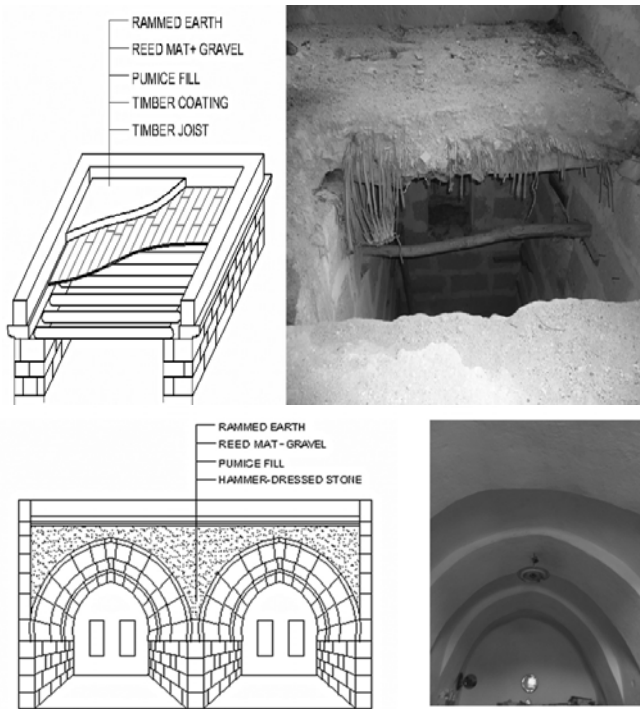 RAMMED EARTH
REED MAT+ GRAVEL
PUMICE FILL
TIMBER COATING
TIMBER JOIST
RAMMED EARTH
REED MAT- GRAVEL
PUMICE FILL
HAMMER-DRESSED STONE